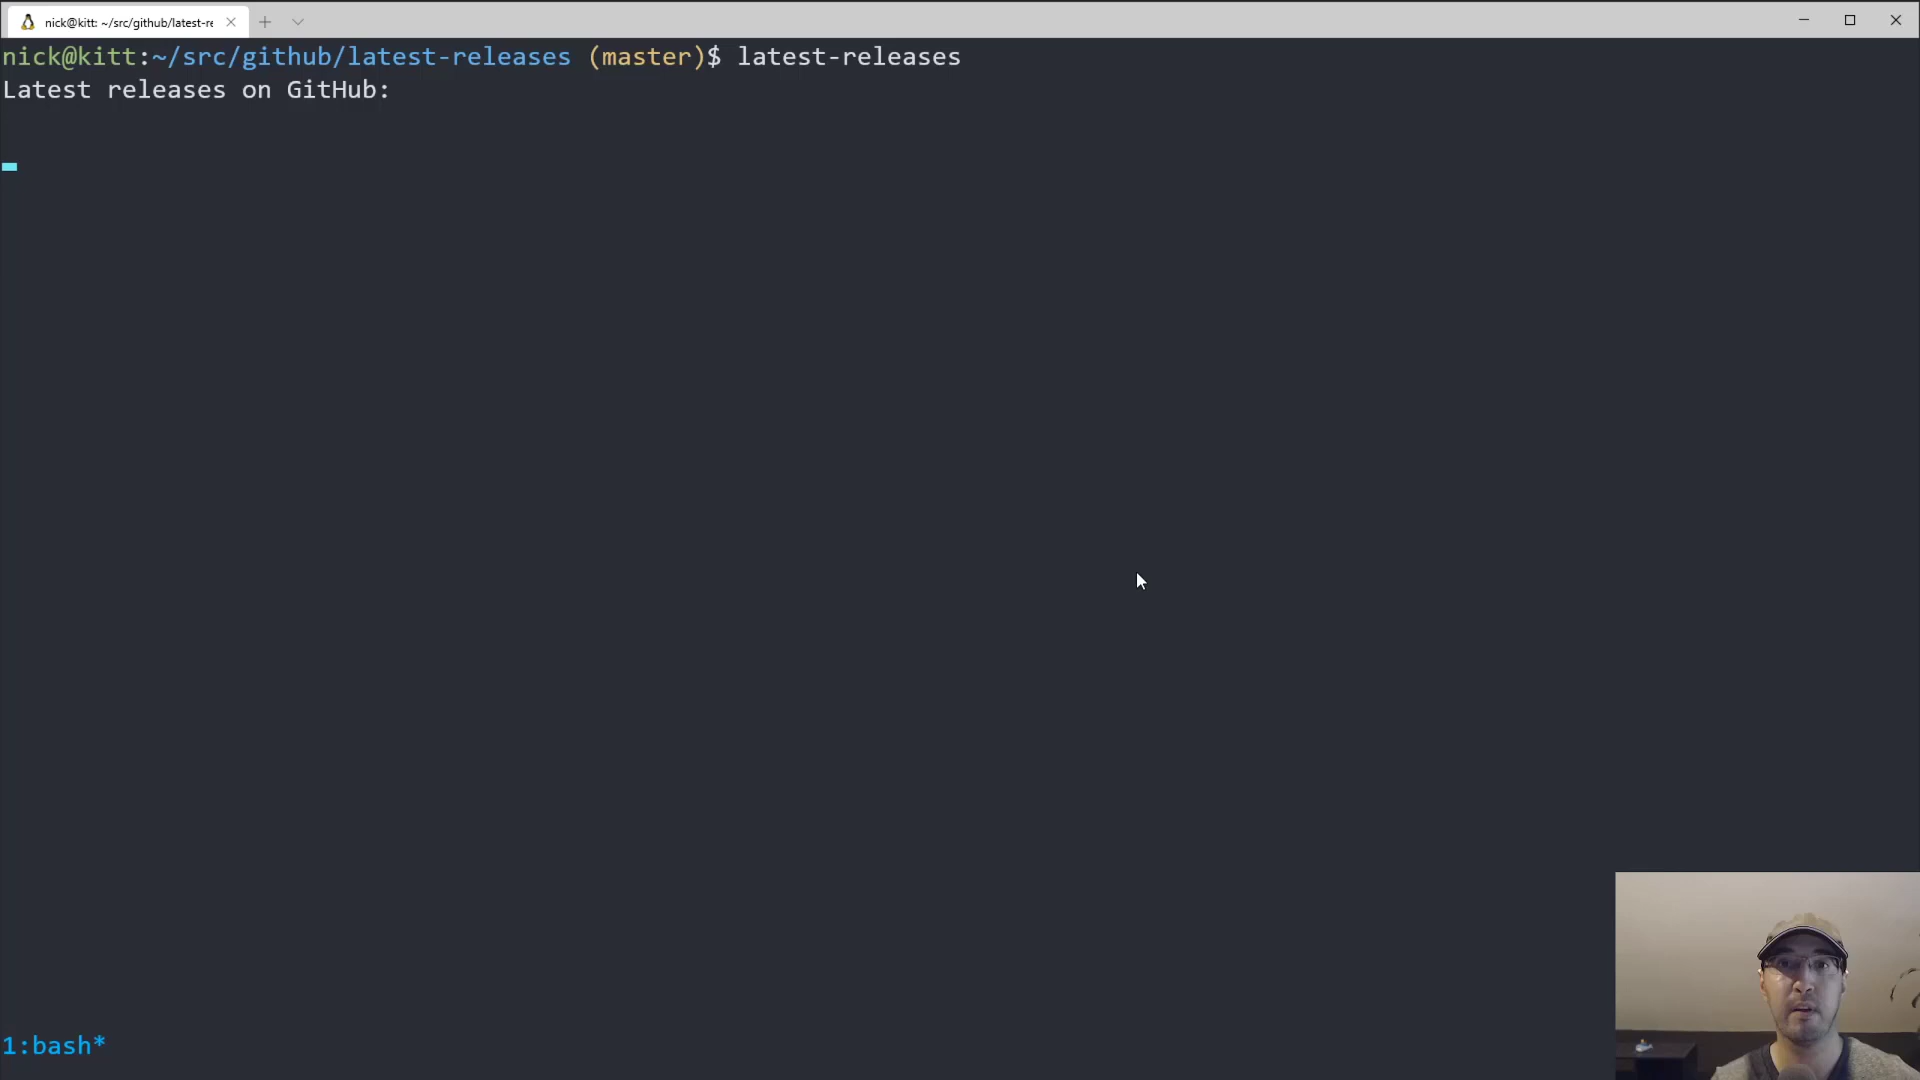 nick@kitt: ~/src/github/latest-re
nick@kitt:~/src/github/latest-releases (master)$ latest-releases
Latest releases on GitHub:
1:bash*